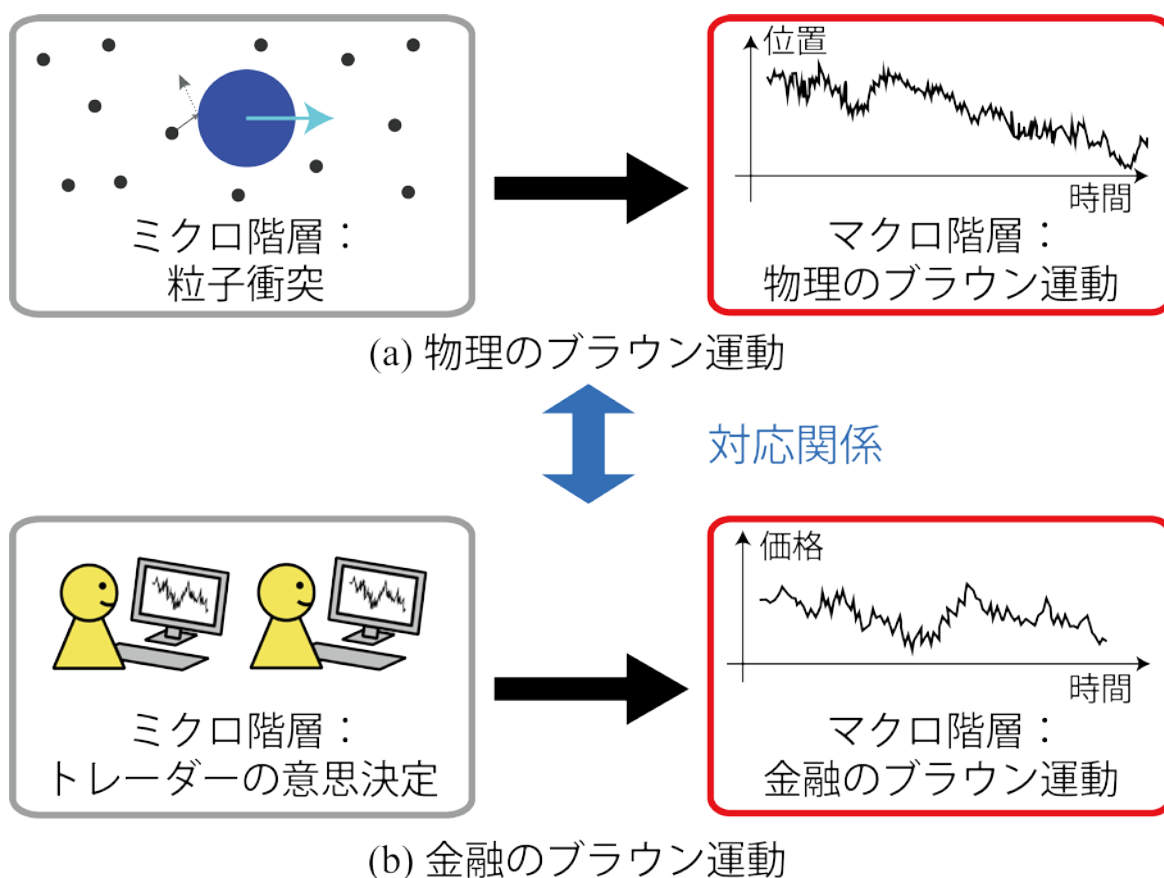 位置
時間
ミクロ階層：
粒子衝突
マクロ階層：
物理のブラウン運動
(a) 物理のブラウン運動
対応関係
価格
時間
ミクロ階層：
トレーダーの意思決定
マクロ階層：
金融のブラウン運動
(b) 金融のブラウン運動